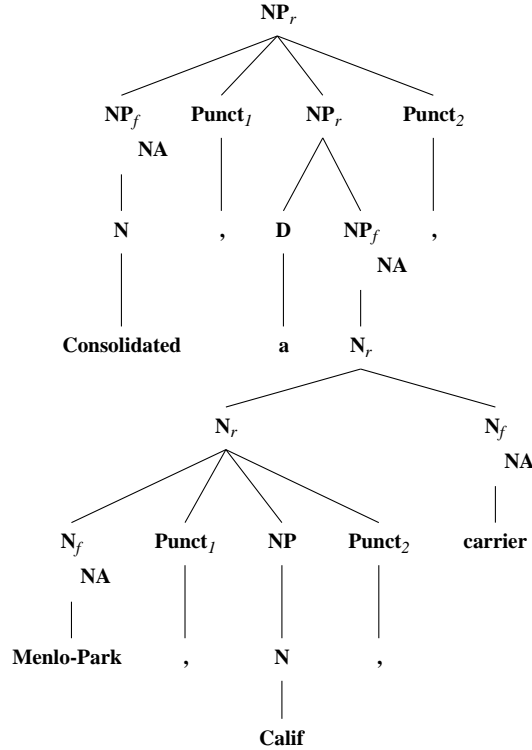 NPr
NPf Punct1 NPr Punct2
NA
N , D NPf ,
NA
Consolidated a Nr
Nr Nf
NA
Nf Punct1 NP Punct2 carrier
NA
Menlo-Park , N ,
Calif